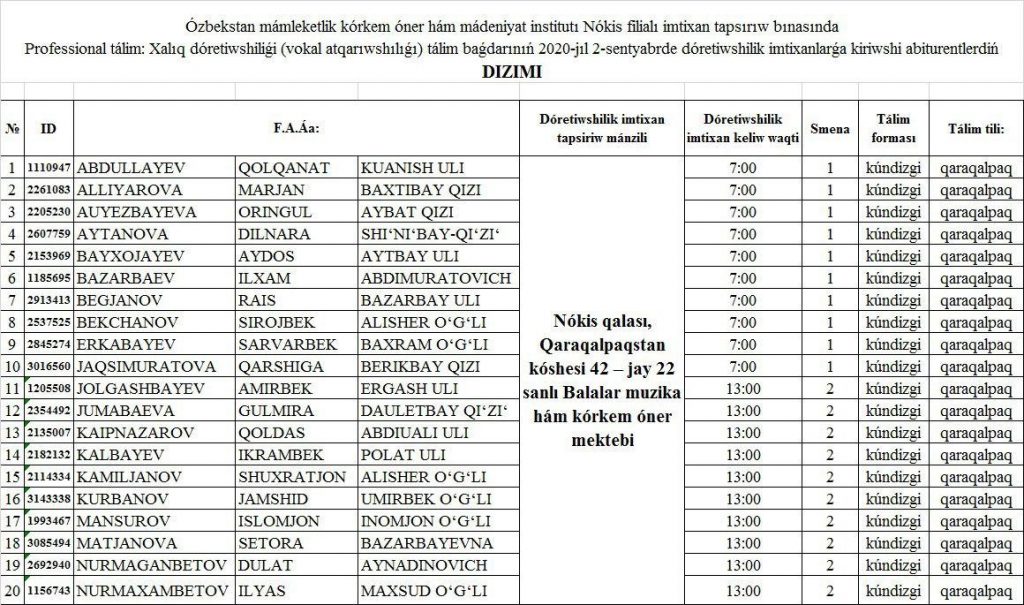 Ózbekstan mámleketlik kórkem óner hám mádeniyat institutı Nókis filialı imtixan tapsırıw bınasında
Professional tálim: Xalıq dóretiwshiliǵi (vokal atqarıwshılıǵı) tálim baǵdarınıń 2020-jıl 2-sentyabrde dóretiwshilik imtixanlarǵa kiriwshi abiturentlerdiń
DIZIMI
№ ID F.A.Áa: Dóretiwshilik imtixan tapsiriw mánzili Dóretiwshilik imtixan keliw waqti Smena Tálim forması Tálim tili:
1 1110947 ABDULLAYEV QOLQANAT KUANISH ULI 7:00 1 kúndizgi qaraqalpaq
2 2261083 ALLIYAROVA MARJAN BAXTIBAY QIZI 7:00 1 kúndizgi qaraqalpaq
3 2205230 AUYEZBAYEVA ORINGUL AYBAT QIZI 7:00 1 kúndizgi qaraqalpaq
4 2607759 AYTANOVA DILNARA SHI‘NI‘BAY-QI‘ZI‘ 7:00 1 kúndizgi qaraqalpaq
5 2153969 BAYXOJAYEV AYDOS AYTBAY ULI 7:00 1 kúndizgi qaraqalpaq
6 1185695 BAZARBAEV ILXAM ABDIMURATOVICH 7:00 1 kúndizgi qaraqalpaq
7 2913413 BEGJANOV RAIS BAZARBAY ULI 7:00 1 kúndizgi qaraqalpaq
8 2537525 BEKCHANOV SIROJBEK ALISHER O‘G‘LI 7:00 1 kúndizgi qaraqalpaq
9 2845274 ERKABAYEV SARVARBEK BAXRAM O‘G‘LI 7:00 1 kúndizgi qaraqalpaq
10 3016560 JAQSIMURATOVA QARSHIGA BERIKBAY QIZI 7:00 1 kúndizgi qaraqalpaq
11 1205508 JOLGASHBAYEV AMIRBEK ERGASH ULI 13:00 2 kúndizgi qaraqalpaq
12 2354492 JUMABAEVA GULMIRA DAULETBAY QI‘ZI‘ 13:00 2 kúndizgi qaraqalpaq
13 2135007 KAIPNAZAROV QOLDAS ABDIUALI ULI 13:00 2 kúndizgi qaraqalpaq
14 2182132 KALBAYEV IKRAMBEK POLAT ULI 13:00 2 kúndizgi qaraqalpaq
15 2114334 KAMILJANOV SHUXRATJON ALISHER O‘G‘LI 13:00 2 kúndizgi qaraqalpaq
16 3143338 KURBANOV JAMSHID UMIRBEK O‘G‘LI 13:00 2 kúndizgi qaraqalpaq
17 1993467 MANSUROV ISLOMJON INOMJON O‘G‘LI 13:00 2 kúndizgi qaraqalpaq
18 3085494 MATJANOVA SETORA BAZARBAYEVNA 13:00 2 kúndizgi qaraqalpaq
19 2692940 NURMAGANBETOV DULAT AYNADINOVICH 13:00 2 kúndizgi qaraqalpaq
20 1156743 NURMAXAMBETOV ILYAS MAXSUD O‘G‘LI 13:00 2 kúndizgi qaraqalpaq
Nókis qalası,
Qaraqalpaqstan
kóshesi 42 – jay 22
sanlı Balalar muzika
hám kórkem óner
mektebi